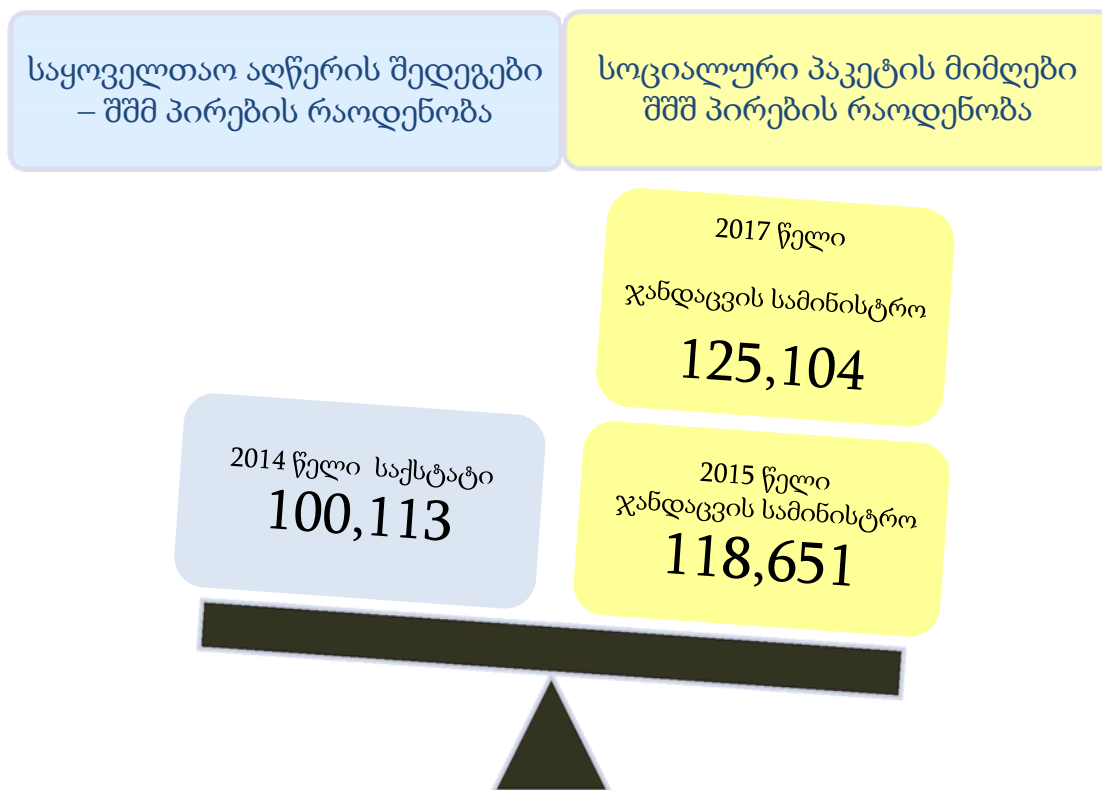 საყოველთაო აღწერის შედეგები
– შშმ პირების რაოდენობა
სოციალური პაკეტის მიმღები
შშმ პირების რაოდენობა
2017 წელი
ჯანდაცვის სამინისტრო
125,104
2014 წელი საქსტატი
100,113
2015 წელი
ჯანდაცვის სამინისტრო
118,651